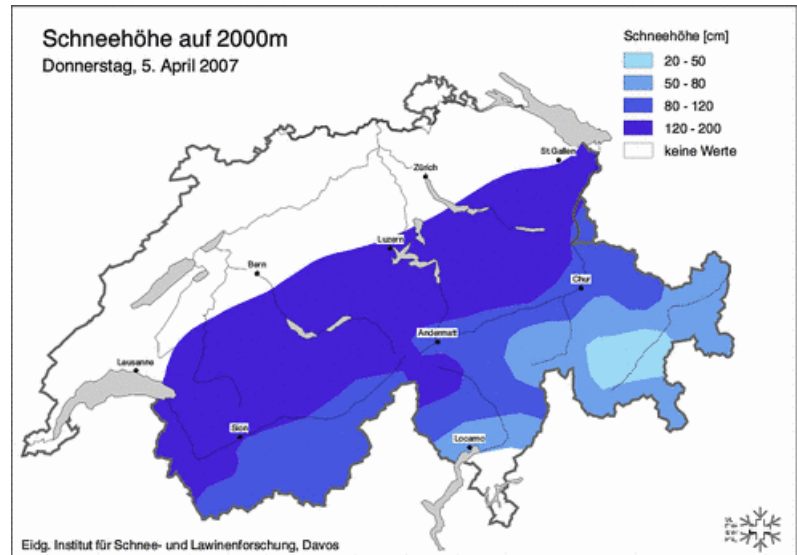 Schneehöhe auf 2000m
Donnerstag, 5. April 2007
Schneehöhe [cm]
20 - 50
50 - 80
80 - 120
120 - 200
keine Werte
St.Gallen
Zürich
Luzern
Bern
Chur
Andermatt
Lausanne
Sion
Locarno
Eidg. Institut für Schnee- und Lawinenforschung, Davos